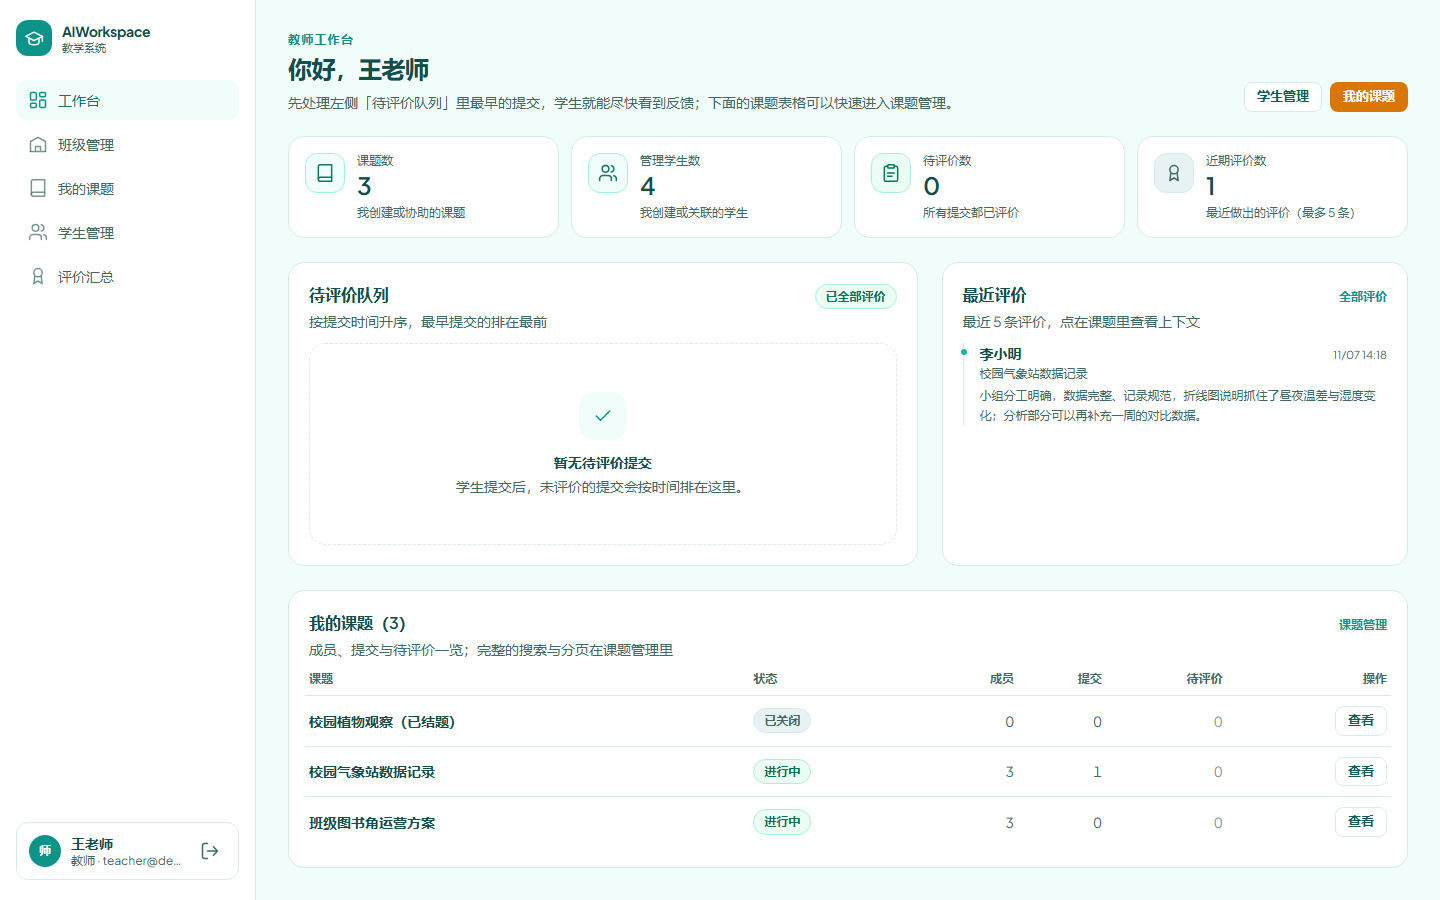 AIWorkspace
教学系统
工作台
班级管理
我的课题
学生管理
评价汇总
师
王老师
教师 · teacher@de...
教师工作台
你好，王老师
先处理左侧「待评价队列」里最早的提交，学生就能尽快看到反馈；下面的课题表格可以快速进入课题管理。
学生管理
我的课题
课题数
3
我创建或协助的课题
管理学生数
4
我创建或关联的学生
待评价数
0
所有提交都已评价
近期评价数
1
最近做出的评价（最多 5 条）
待评价队列
已全部评价
按提交时间升序，最早提交的排在最前
暂无待评价提交
学生提交后，未评价的提交会按时间排在这里。
最近评价
全部评价
最近 5 条评价，点在课题里查看上下文
李小明
11/07 14:18
校园气象站数据记录
小组分工明确，数据完整、记录规范，折线图说明抓住了昼夜温差与湿度变
化；分析部分可以再补充一周的对比数据。
我的课题（3）
课题管理
成员、提交与待评价一览；完整的搜索与分页在课题管理里
课题 状态 成员 提交 待评价 操作
校园植物观察（已结题） 已关闭 0 0 0 查看
校园气象站数据记录 进行中 3 1 0 查看
班级图书角运营方案 进行中 3 0 0 查看